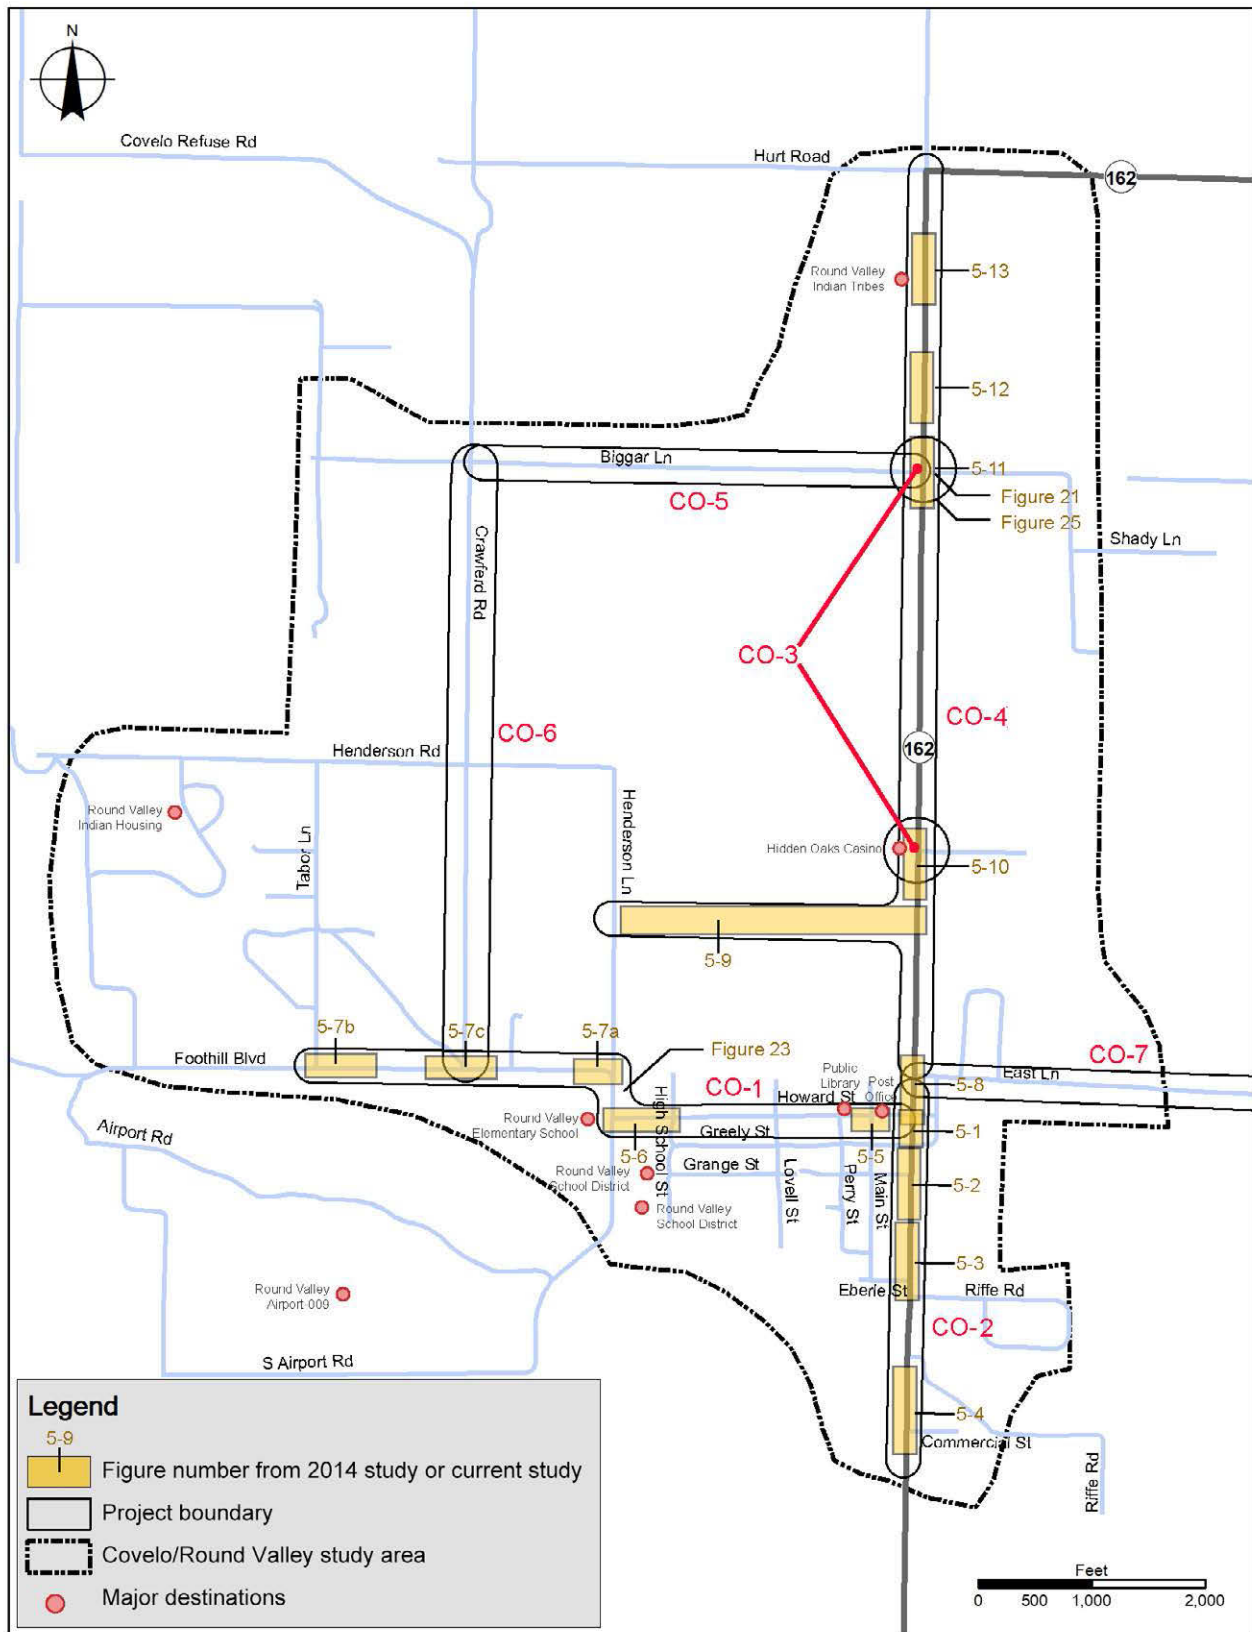 N
Covelo Refuse Rd
Hurt Road
162
Round Valley
Indian Tribes
5-13
5-12
Biggar Ln
5-11
CO-5
Figure 21
Figure 25
Shady Ln
Crawferd Rd
CO-3
CO-4
CO-6
162
Henderson Rd
Henderson Ln
Round Valley
Indian Housing
Tabor Ln
Hidden Oaks Casino
5-10
5-9
5-7b
5-7c
5-7a
Figure 23
Foothill Blvd
CO-7
East Ln
5-8
Public
Library
Post
Office
CO-1
Howard St
High School St
Airport Rd
Round Valley
Elementary School
Greely St
5-1
5-6
5-5
Round Valley
School District
Grange St
Lovell St
Perry St
Main St
5-2
Round Valley
School District
5-3
Round Valley
Airport 009
Eberle St
Riffe Rd
CO-2
S Airport Rd
5-4
Commercial St
Riffe Rd
Legend
5-9
Figure number from 2014 study or current study
Project boundary
Covelo/Round Valley study area
Major destinations
Feet
0 500 1,000 2,000